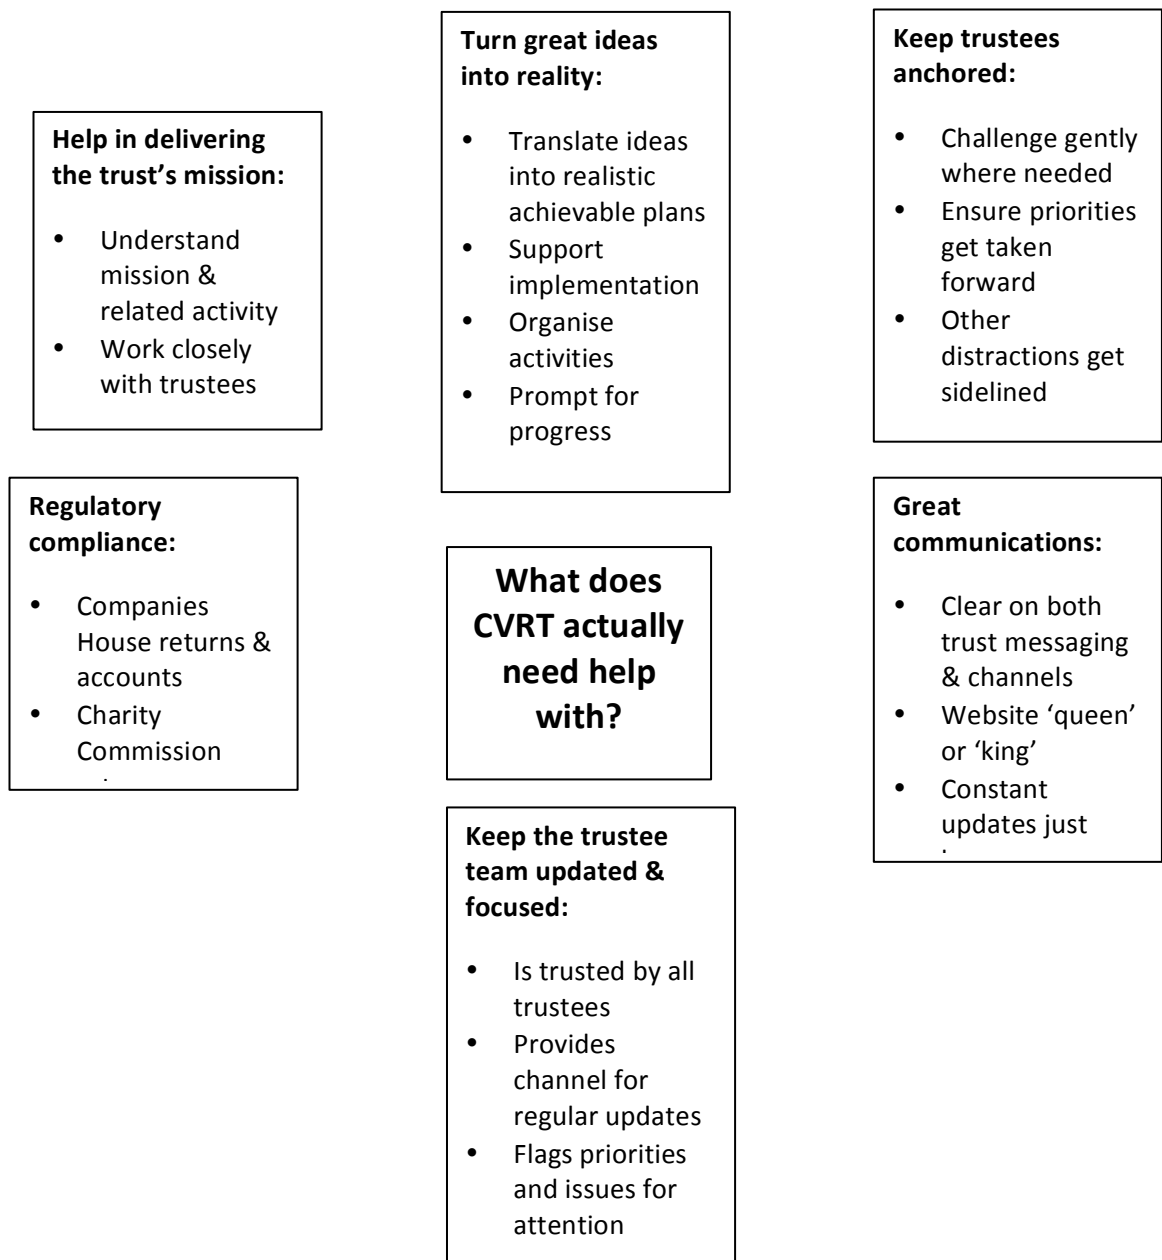 Turn great ideas
into reality:
• Translate ideas
into realistic
achievable plans
• Support
implementation
• Organise
activities
• Prompt for
progress
Keep trustees
anchored:
• Challenge gently
where needed
• Ensure priorities
get taken
forward
• Other
distractions get
sidelined
Help in delivering
the trust’s mission:
• Understand
mission &
related activity
• Work closely
with trustees
Regulatory
compliance:
• Companies
House returns &
accounts
• Charity
Commission
What does
CVRT actually
need help
with?
Great
communications:
• Clear on both
trust messaging
& channels
• Website ‘queen’
or ‘king’
• Constant
updates just
Keep the trustee
team updated &
focused:
• Is trusted by all
trustees
• Provides
channel for
regular updates
• Flags priorities
and issues for
attention